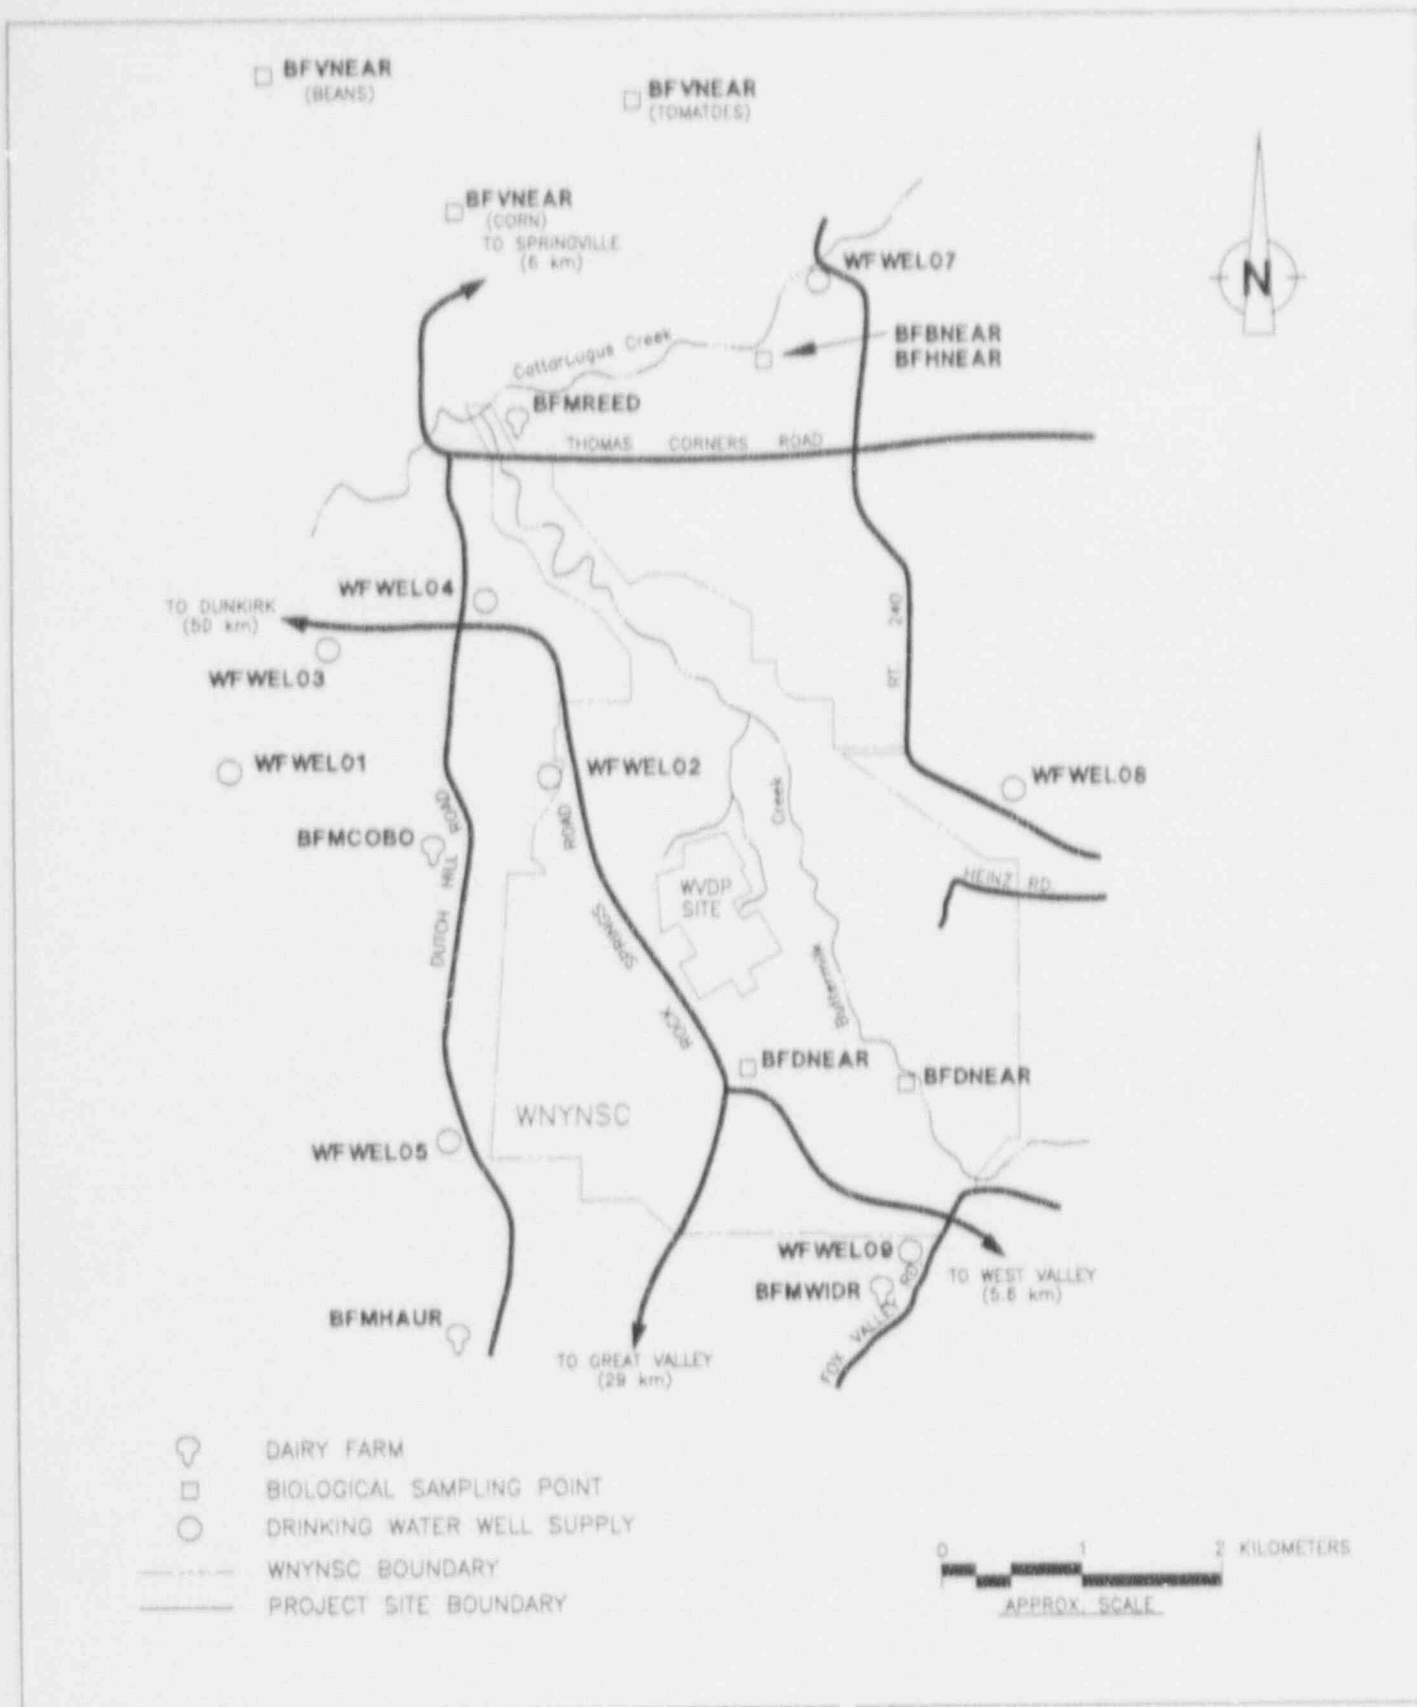 BFVNEAR
(BEANS)
BFVNEAR
(TOMATOES)
BFVNEAR
(CORN)
TO SPRINGVILLE
(6 km)
WFWEL07
N
BFBNEAR
BFHNEAR
Cattaraugus Creek
BFMREED
THOMAS CORNERS ROAD
WFWEL04
TO DUNKIRK
(50 km)
RT. 240
WFWEL03
WFWEL01
WFWEL02
WFWEL08
BFMCOBO
DUTCH HILL ROAD
ROCK SPRINGS ROAD
Buttermilk Creek
WVDP
SITE
HEINZ RD.
BFDNEAR
BFDNEAR
WNYNSC
WFWEL05
WFWEL09
BFMWIDR
FOX VALLEY RD.
TO WEST VALLEY
(5.6 km)
BFMHAUR
TO GREAT VALLEY
(29 km)
DAIRY FARM
BIOLOGICAL SAMPLING POINT
DRINKING WATER WELL SUPPLY
WNYNSC BOUNDARY
PROJECT SITE BOUNDARY
0 1 2 KILOMETERS
APPROX. SCALE